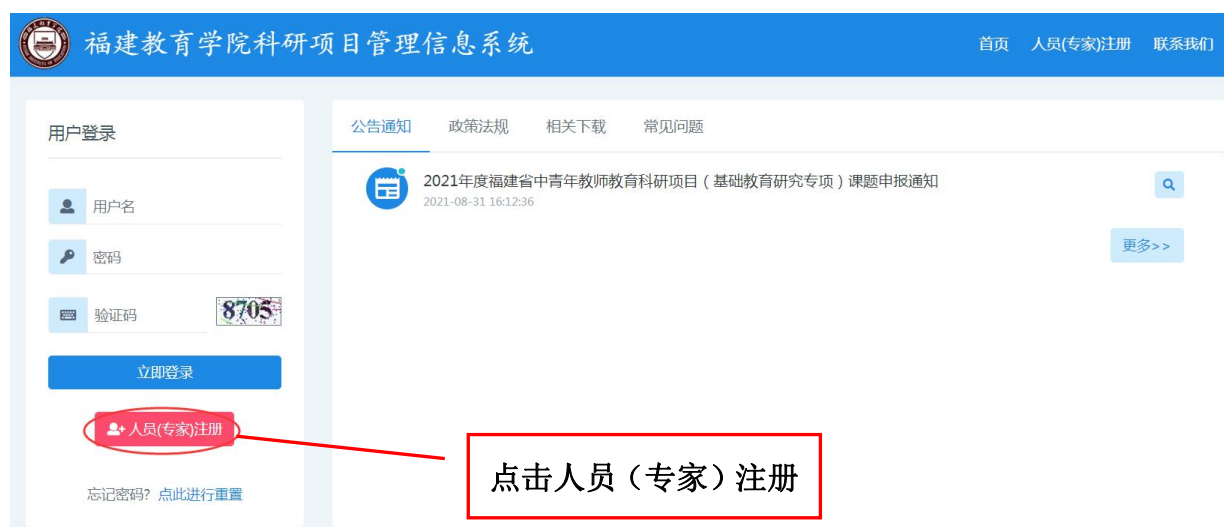 福建教育学院科研项目管理信息系统
首页 人员(专家)注册 联系我们
用户登录
用户名
密码
验证码 8705
立即登录
人员(专家)注册
忘记密码? 点此进行重置
公告通知 政策法规 相关下载 常见问题
2021年度福建省中青年教师教育科研项目（基础教育研究专项）课题申报通知
2021-08-31 16:12:36
更多>>
点击人员（专家）注册